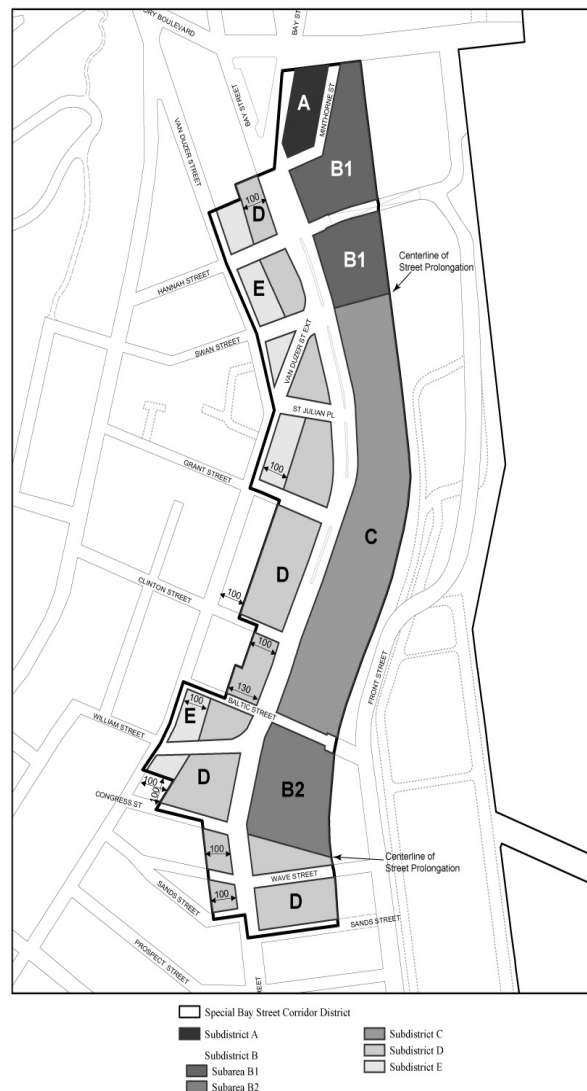 ORY BOULEVARD
BAY ST
BAY STREET
VAN DUZER STREET
A
MINTHORNE ST
B1
100
D
B1
Centerline of
Street Prolongation
HANNAH STREET
E
SWAN STREET
VAN DUZER ST EXT
ST JULIAN PL
GRANT STREET
100
C
D
CLINTON STREET
100
100
130
BALTIC STREET
FRONT STREET
WILLIAM STREET
100
E
D
B2
100
100
CONGRESS ST
100
Centerline of
Street Prolongation
WAVE STREET
100
D
SANDS STREET
SANDS STREET
PROSPECT STREET
REET
Special Bay Street Corridor District
Subdistrict A
Subdistrict B
Subarea B1
Subarea B2
Subdistrict C
Subdistrict D
Subdistrict E